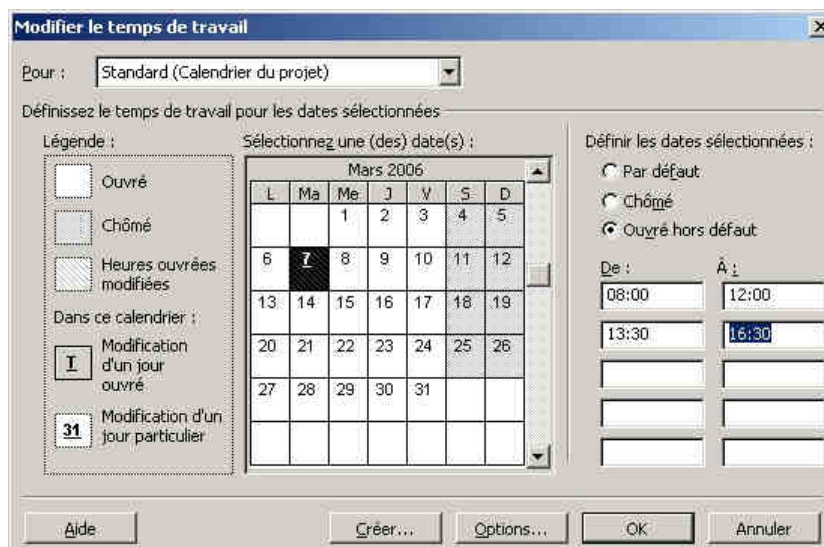 Modifier le temps de travail
Pour : Standard (Calendrier du projet)
Définissez le temps de travail pour les dates sélectionnées
Légende :
Ouvré
Chômé
Heures ouvrées
modifiées
Dans ce calendrier :
I
Modification
d'un jour
ouvré
31
Modification d'un
jour particulier
Sélectionnez une (des) date(s) :
Mars 2006
L Ma Me J V S D
1 2 3 4 5
6 7 8 9 10 11 12
13 14 15 16 17 18 19
20 21 22 23 24 25 26
27 28 29 30 31
Définir les dates sélectionnées :
Par défaut
Chômé
Ouvré hors défaut
De : À :
08:00 12:00
13:30 16:30
Aide Créer... Options... OK Annuler